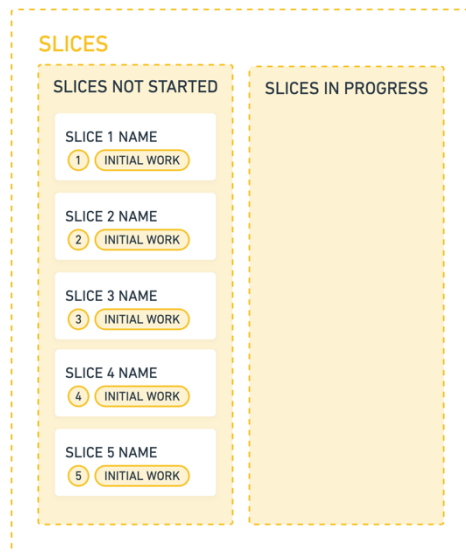 SLICES
SLICES NOT STARTED
SLICE 1 NAME
1 INITIAL WORK
SLICE 2 NAME
2 INITIAL WORK
SLICE 3 NAME
3 INITIAL WORK
SLICE 4 NAME
4 INITIAL WORK
SLICE 5 NAME
5 INITIAL WORK
SLICES IN PROGRESS